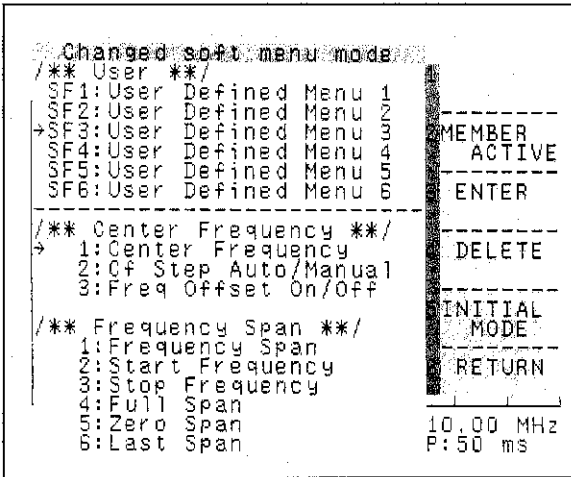 Changed soft menu mode
/** User **/
SF1:User Defined Menu 1
SF2:User Defined Menu 2
→SF3:User Defined Menu 3
SF4:User Defined Menu 4
SF5:User Defined Menu 5
SF6:User Defined Menu 6
/** Center Frequency **/
→ 1:Center Frequency
2:Cf Step Auto/Manual
3:Freq Offset On/Off
/** Frequency Span **/
1:Frequency Span
2:Start Frequency
3:Stop Frequency
4:Full Span
5:Zero Span
6:Last Span
MEMBER
ACTIVE
ENTER
DELETE
INITIAL
MODE
RETURN
10.00 MHz
P:50 ms